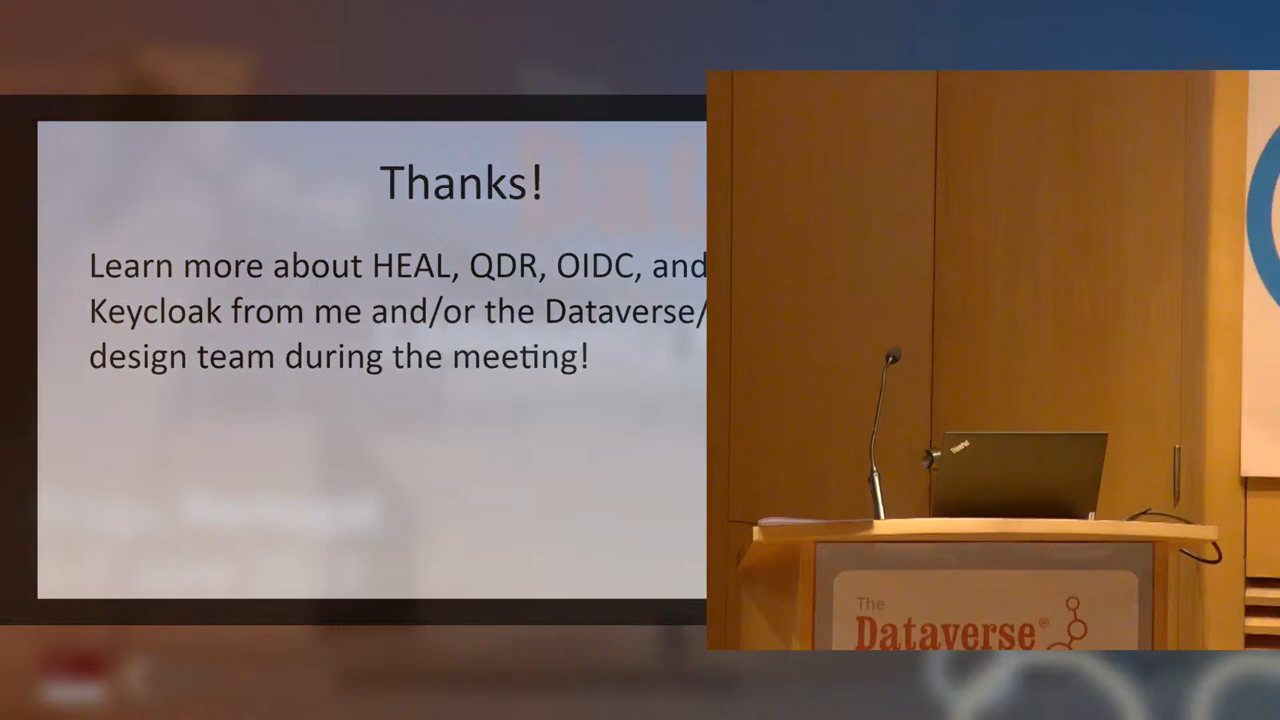 Thanks!
Learn more about HEAL, QDR, OIDC, and
Keycloak from me and/or the Dataverse/
design team during the meeting!
ThinkPad
The
Dataverse®